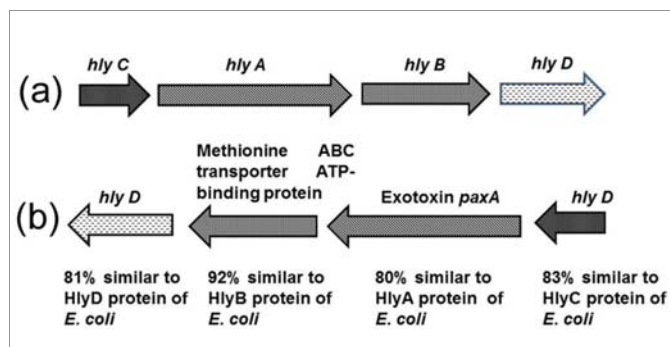 hly C hly A hly B hly D
(a)
Methionine ABC
transporter ATP-
binding protein
hly D Exotoxin paxA hly D
(b)
81% similar to 92% similar to 80% similar to 83% similar to
HlyD protein of HlyB protein of HlyA protein of HlyC protein of
E. coli E. coli E. coli E. coli